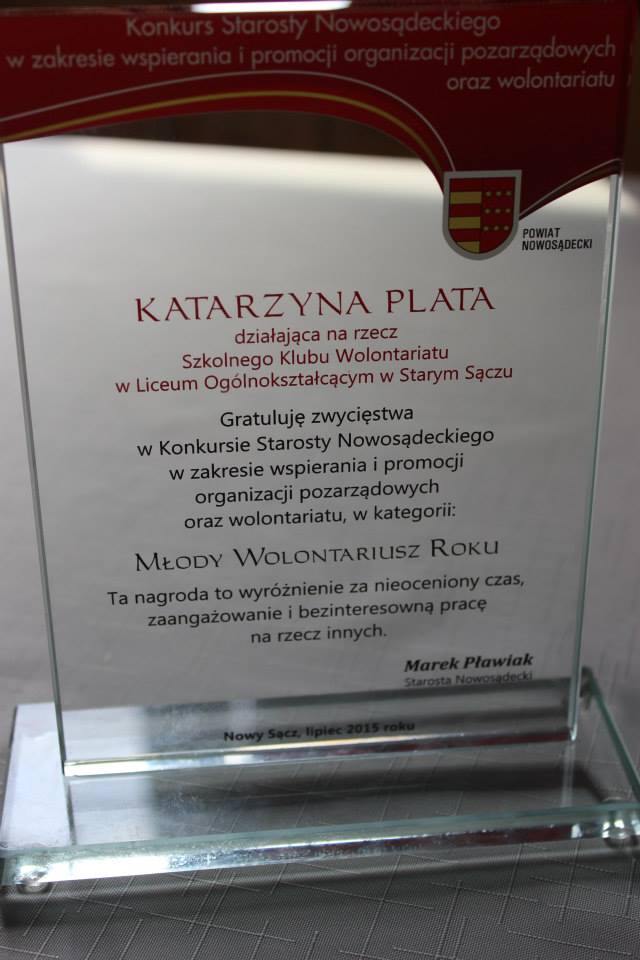 Konkurs Starosty Nowosądeckiego
w zakresie wspierania i promocji organizacji pozarządowych
oraz wolontariatu
POWIAT
NOWOSĄDECKI
KATARZYNA PLATA
działająca na rzecz
Szkolnego Klubu Wolontariatu
w Liceum Ogólnokształcącym w Starym Sączu
Gratuluję zwycięstwa
w Konkursie Starosty Nowosądeckiego
w zakresie wspierania i promocji
organizacji pozarządowych
oraz wolontariatu, w kategorii:
MŁODY WOLONTARIUSZ ROKU
Ta nagroda to wyróżnienie za nieoceniony czas,
zaangażowanie i bezinteresowną pracę
na rzecz innych.
Marek Pławiak
Starosta Nowosądecki
Nowy Sącz, lipiec 2015 roku